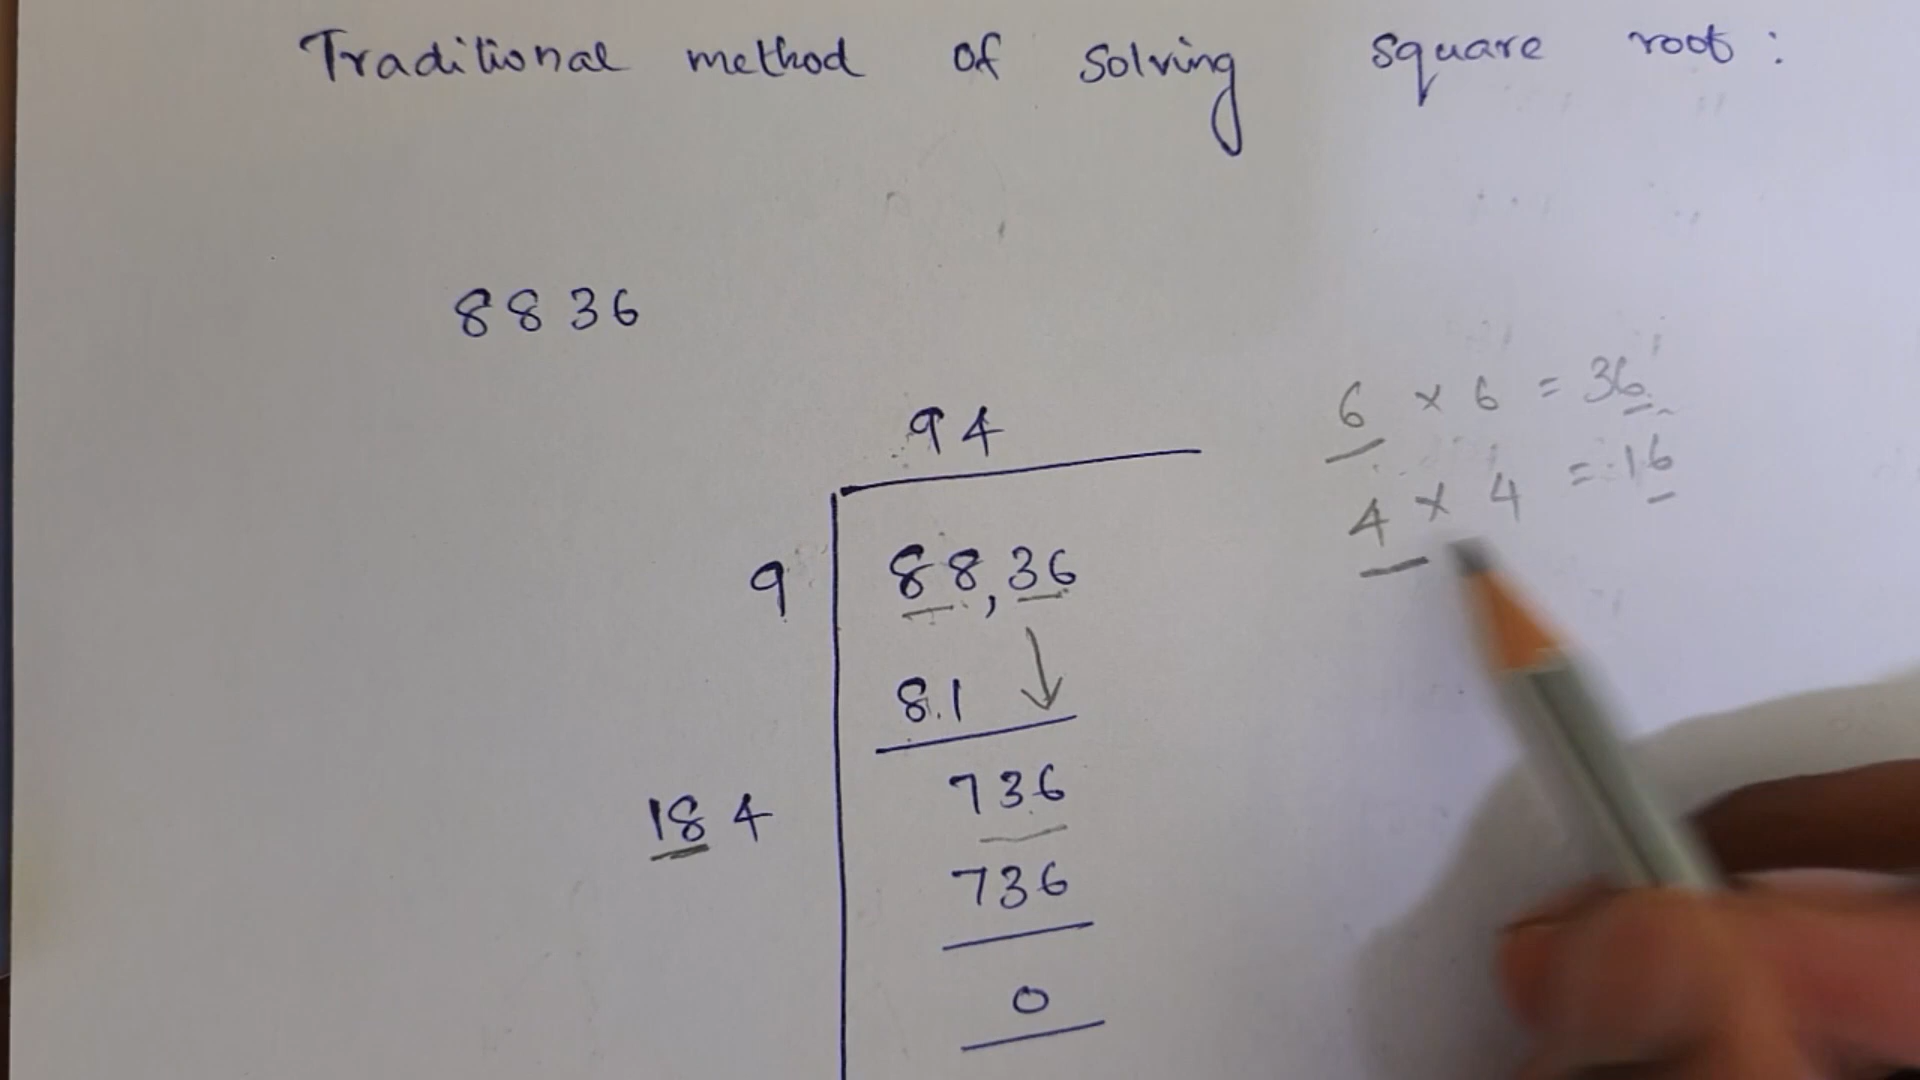 Traditional method of solving square root:
8836
94
9 88,36
81
736
184
736
0
6 x 6 = 36
4 x 4 = 16